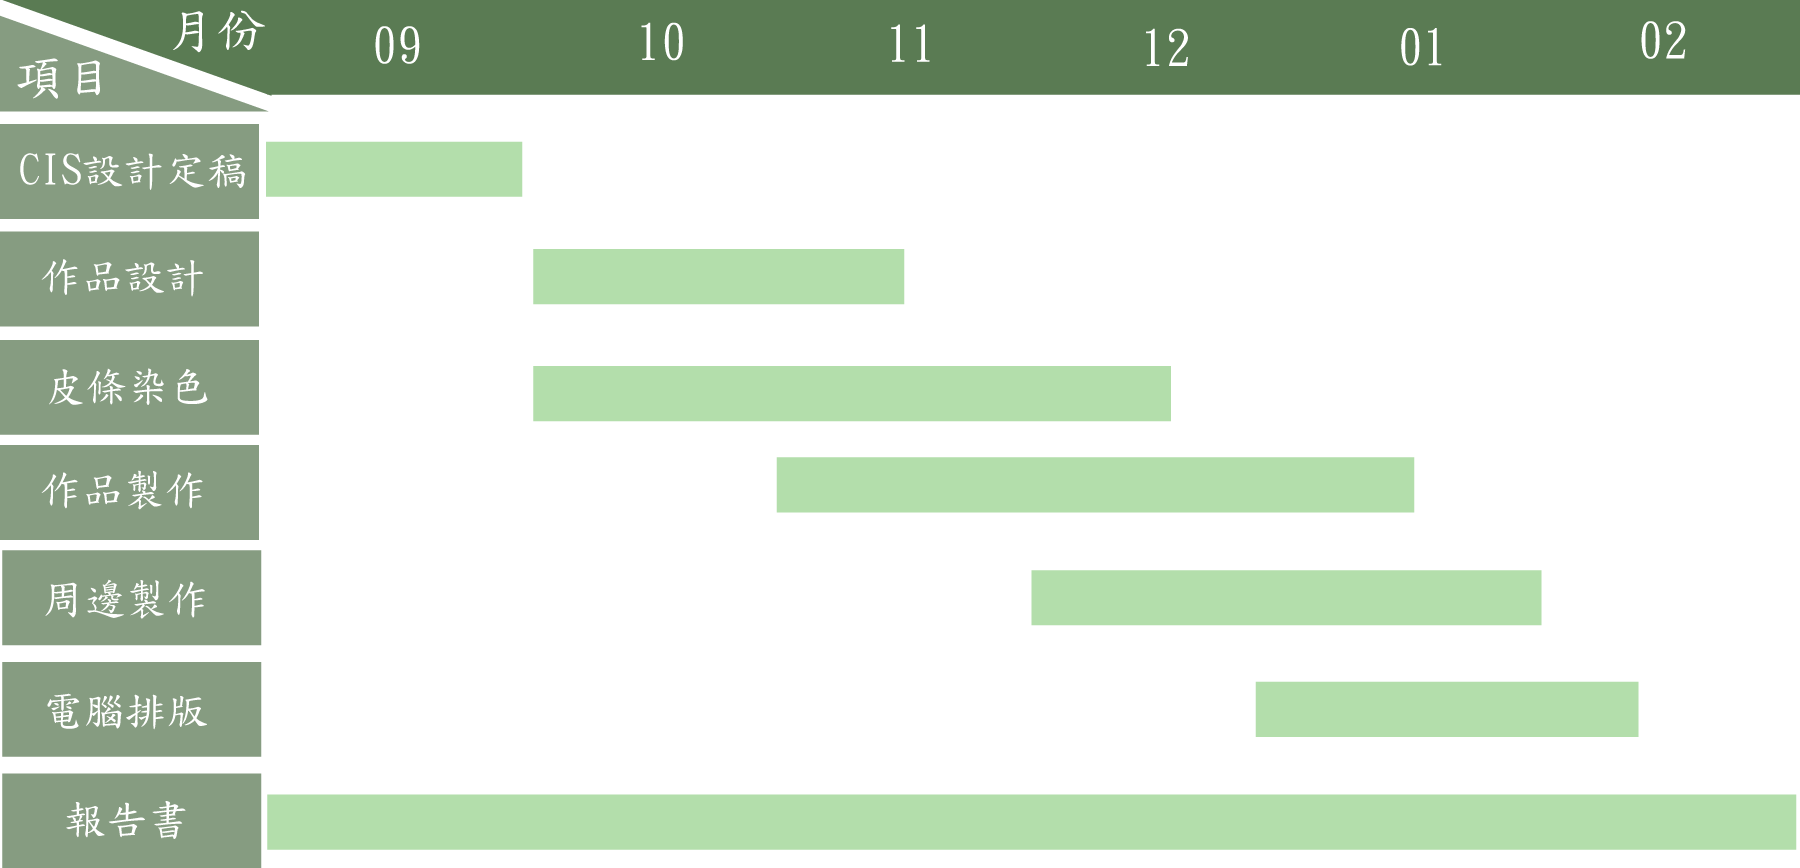 月份
項目
09 10 11 12 01 02
CIS設計定稿
作品設計
皮條染色
作品製作
周邊製作
電腦排版
報告書